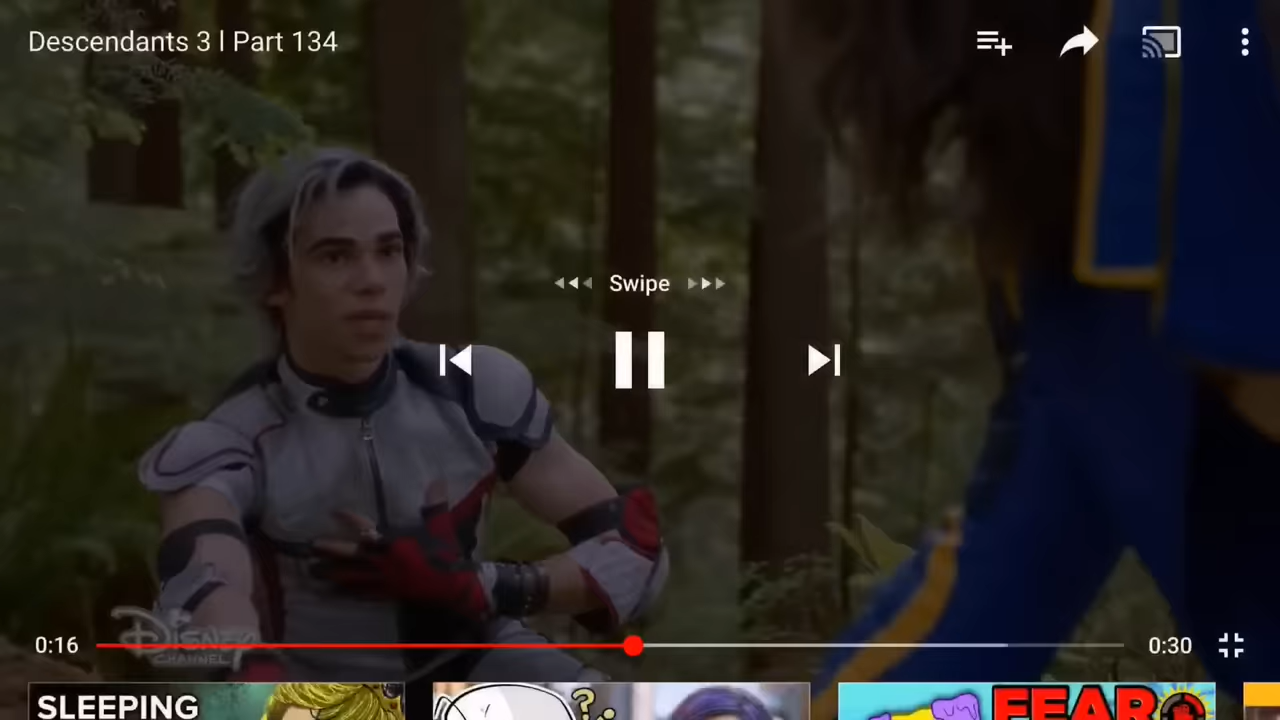 Descendants 3 I Part 134
Swipe
0:16
0:30
DISNEY
CHANNEL
SLEEPING
??
FEAR